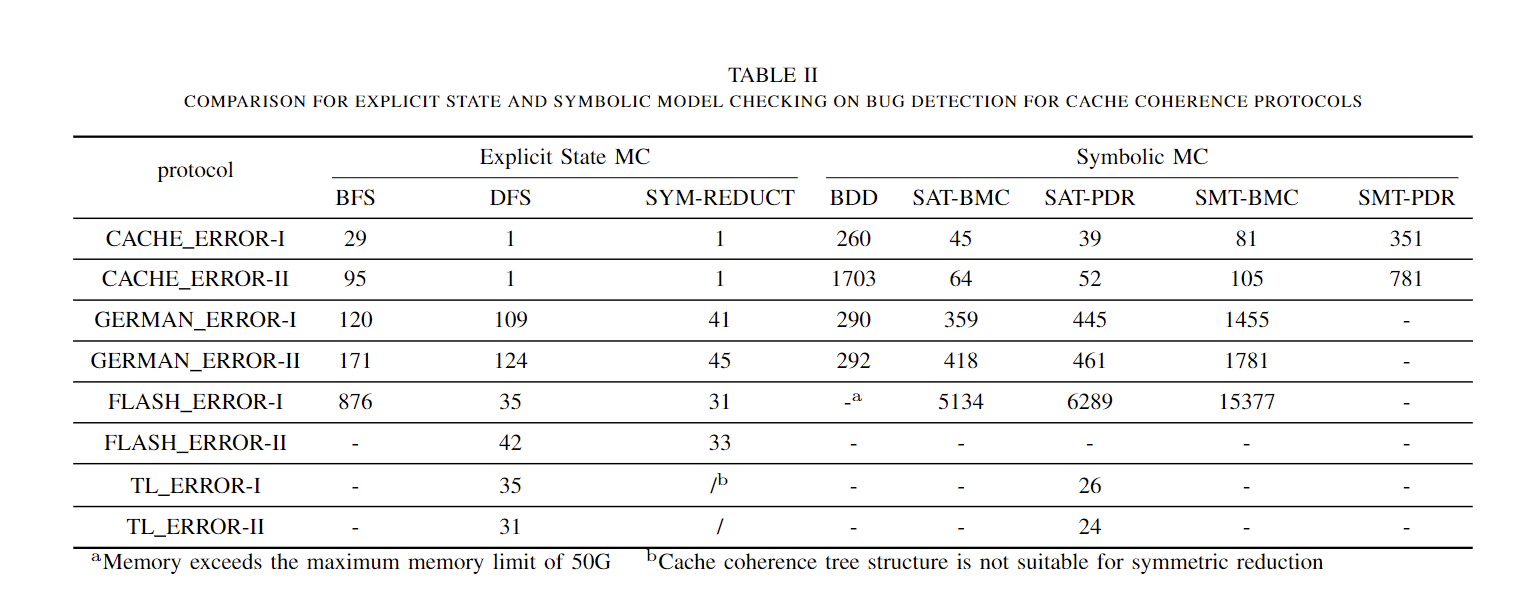 TABLE II
COMPARISON FOR EXPLICIT STATE AND SYMBOLIC MODEL CHECKING ON BUG DETECTION FOR CACHE COHERENCE PROTOCOLS
protocol Explicit State MC Symbolic MC
BFS DFS SYM-REDUCT BDD SAT-BMC SAT-PDR SMT-BMC SMT-PDR
CACHE_ERROR-I 29 1 1 260 45 39 81 351
CACHE_ERROR-II 95 1 1 1703 64 52 105 781
GERMAN_ERROR-I 120 109 41 290 359 445 1455 -
GERMAN_ERROR-II 171 124 45 292 418 461 1781 -
FLASH_ERROR-I 876 35 31 -a 5134 6289 15377 -
FLASH_ERROR-II - 42 33 - - - - -
TL_ERROR-I - 35 /b - - 26 - -
TL_ERROR-II - 31 / - - 24 - -
aMemory exceeds the maximum memory limit of 50G bCache coherence tree structure is not suitable for symmetric reduction